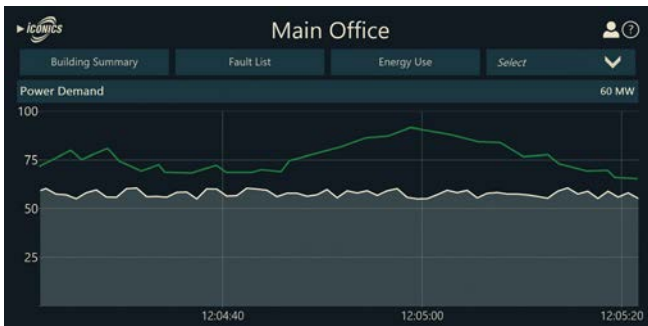 ICONICS
Main Office
?
Building Summary
Fault List
Energy Use
Select
Power Demand
60 MW
100
75
50
25
12:04:40
12:05:00
12:05:20